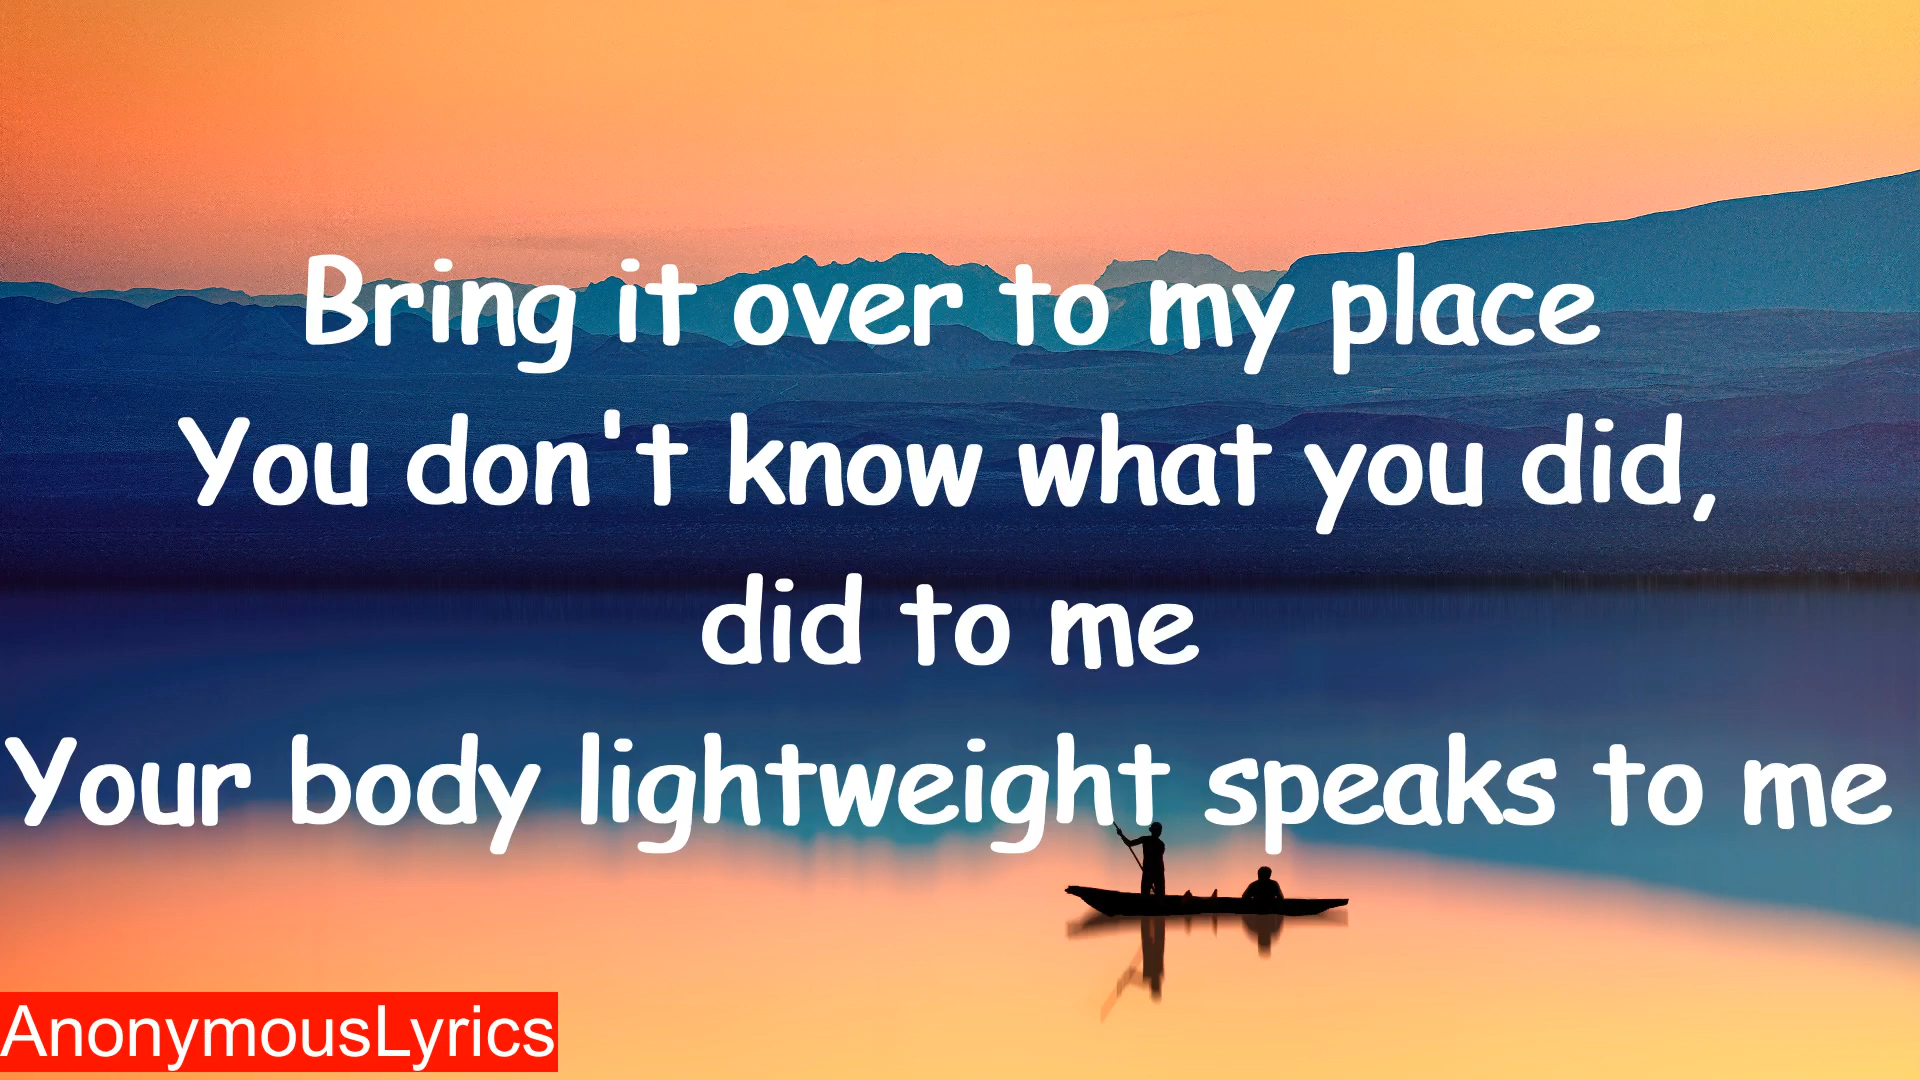 Bring it over to my place
You don't know what you did,
did to me
Your body lightweight speaks to me
AnonymousLyrics